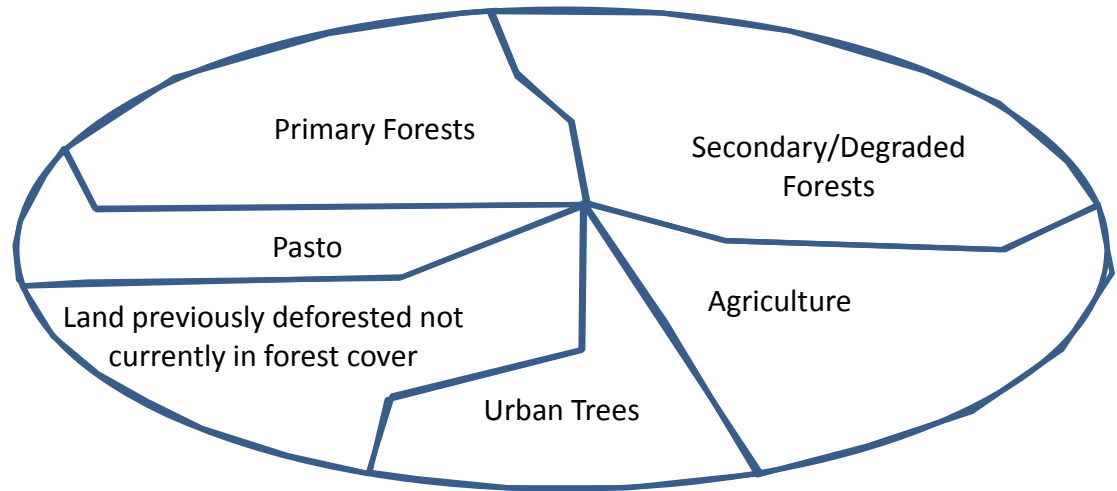 Primary Forests
Secondary/Degraded
Forests
Pasto
Agriculture
Land previously deforested not
currently in forest cover
Urban Trees